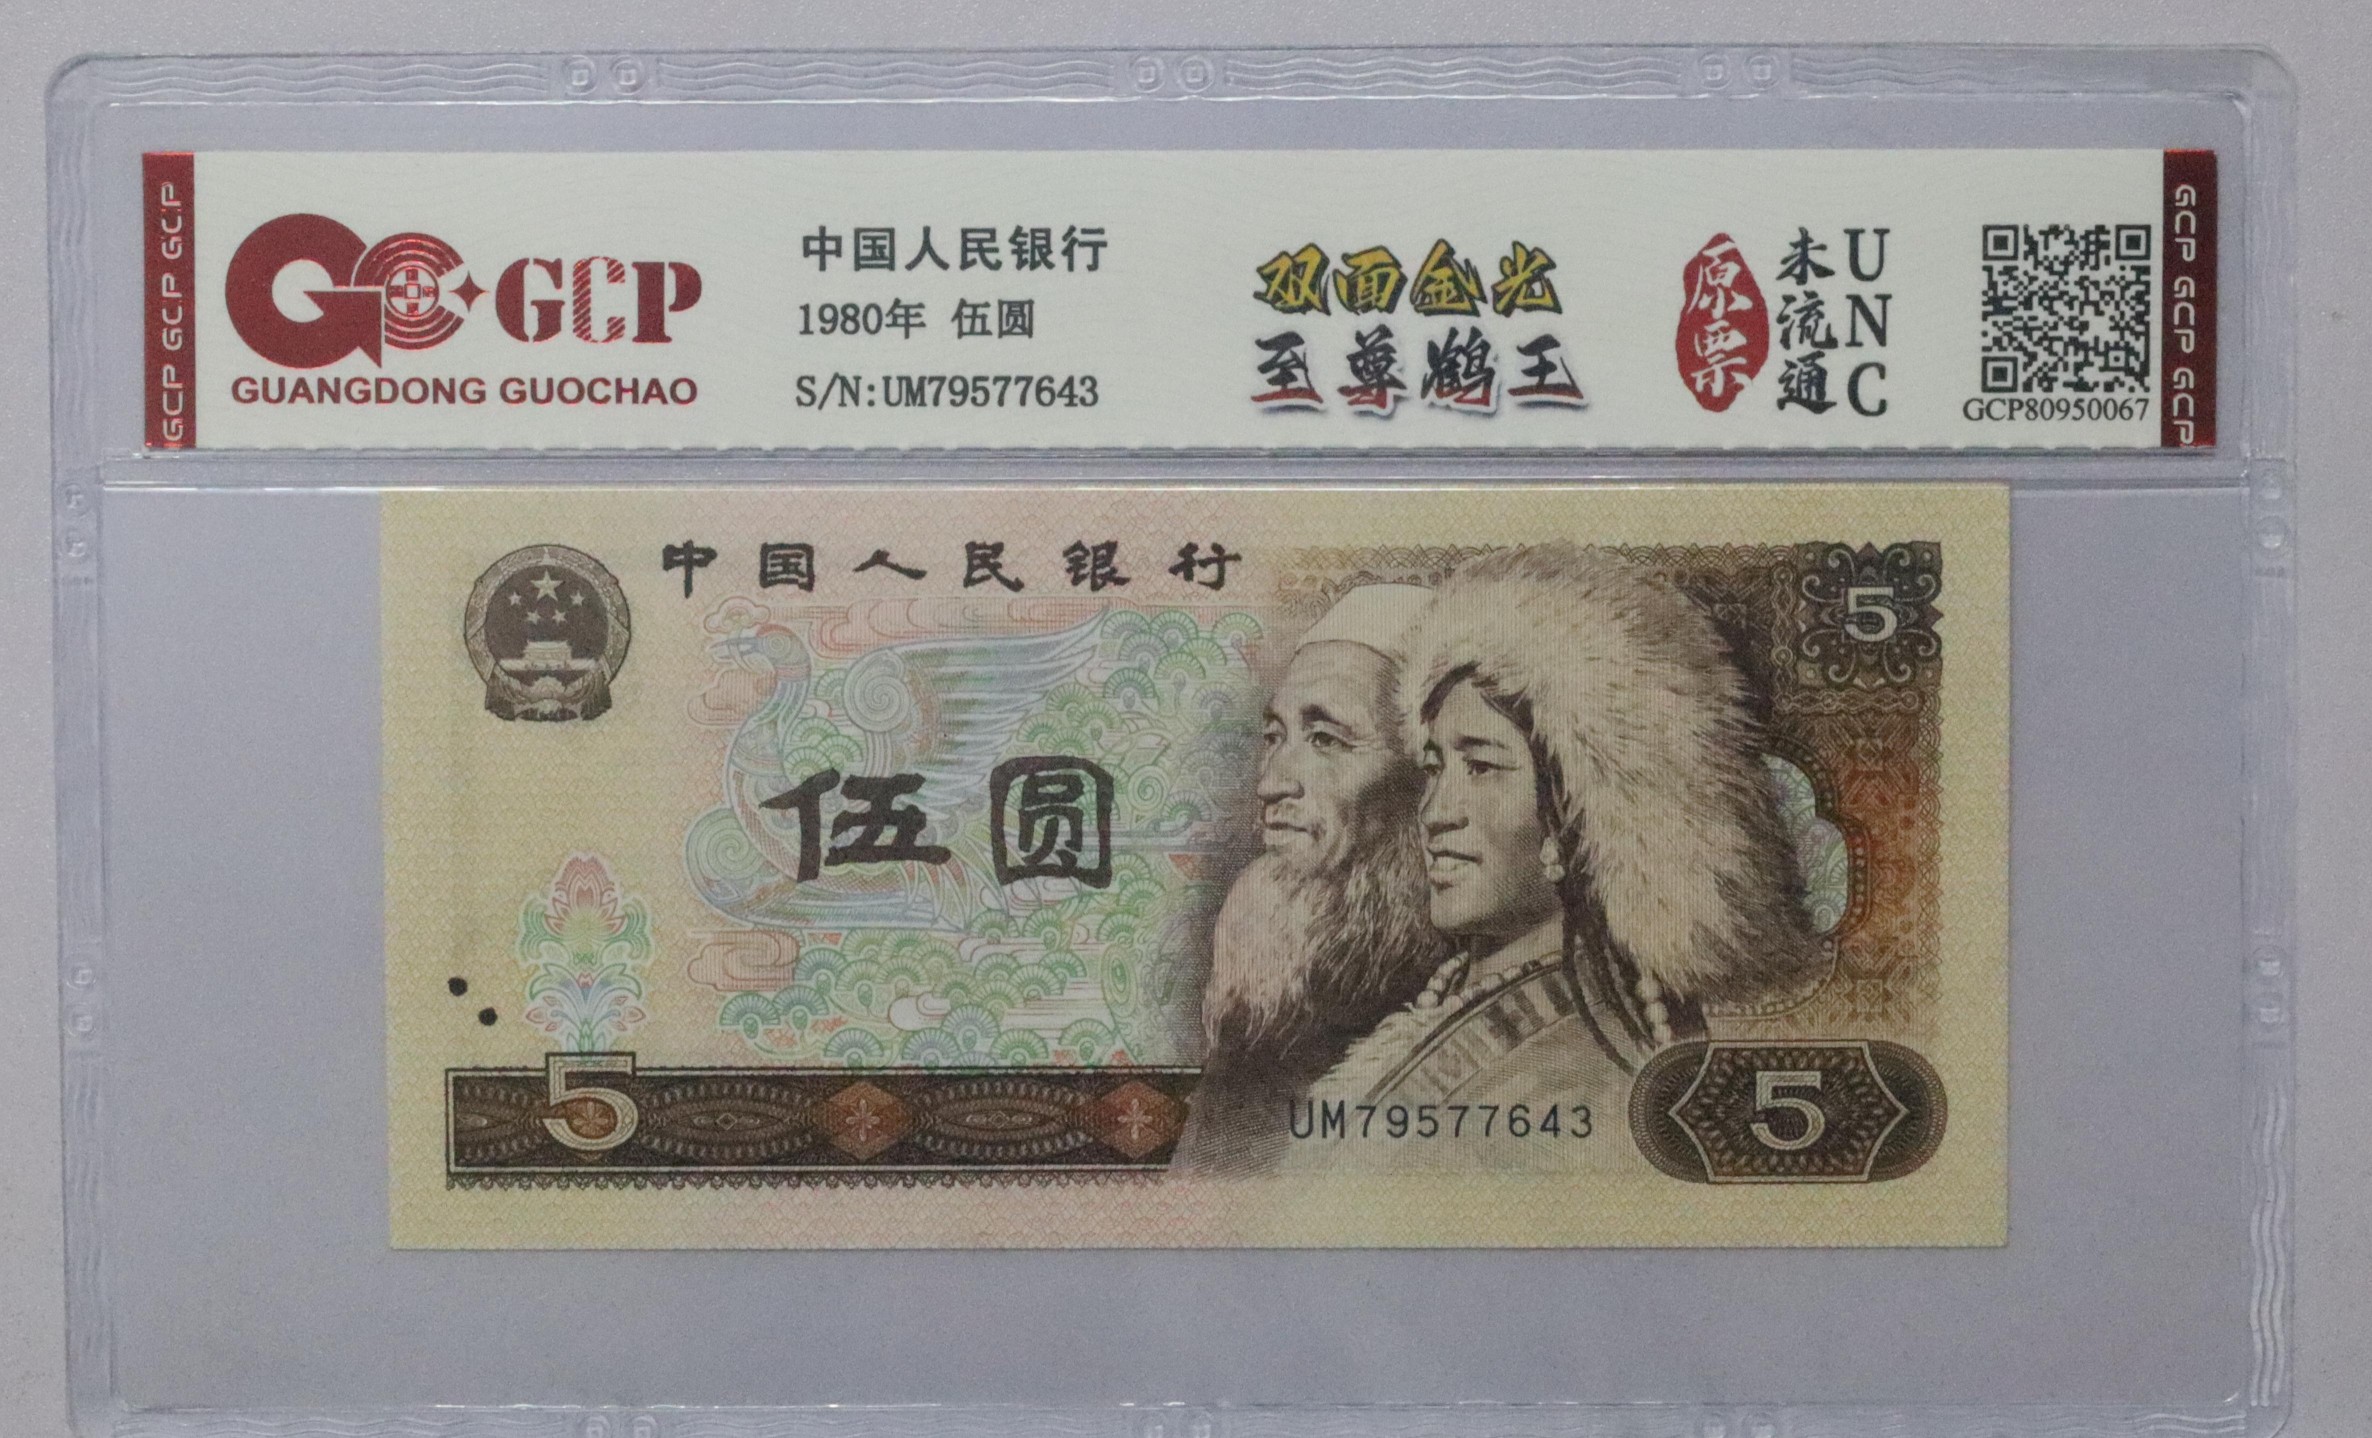 GCP GCP GCP
GCP
GUANGDONG GUOCHAO
中国人民银行
1980年 伍圆
S/N:UM79577643
双面金光
至尊鹤王
原票
未流通
UNC
GCP80950067
GCP GCP GCP
中国人民银行
5
伍圆
5
UM79577643
5